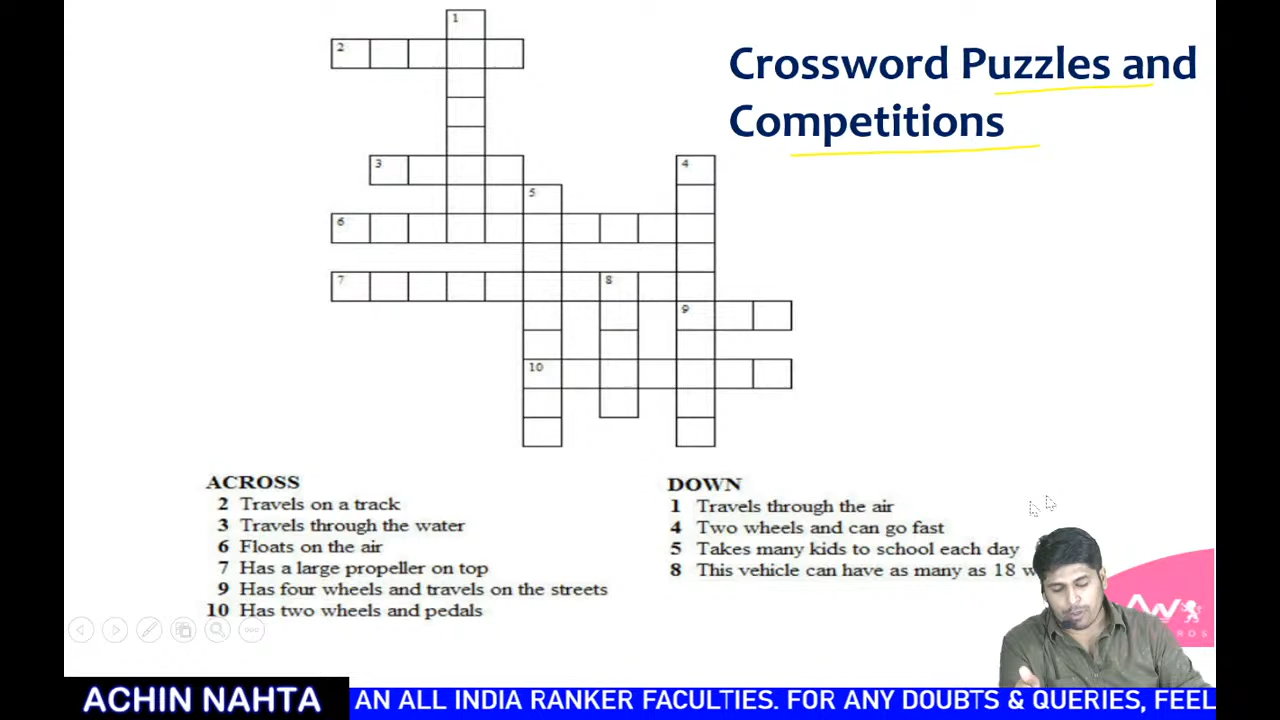 Crossword Puzzles and
Competitions
1
2
3
4
5
6
7
8
9
10
ACROSS
2 Travels on a track
3 Travels through the water
6 Floats on the air
7 Has a large propeller on top
9 Has four wheels and travels on the streets
10 Has two wheels and pedals
DOWN
1 Travels through the air
4 Two wheels and can go fast
5 Takes many kids to school each day
8 This vehicle can have as many as 18 w
ACHIN NAHTA
AN ALL INDIA RANKER FACULTIES. FOR ANY DOUBTS & QUERIES, FEEL